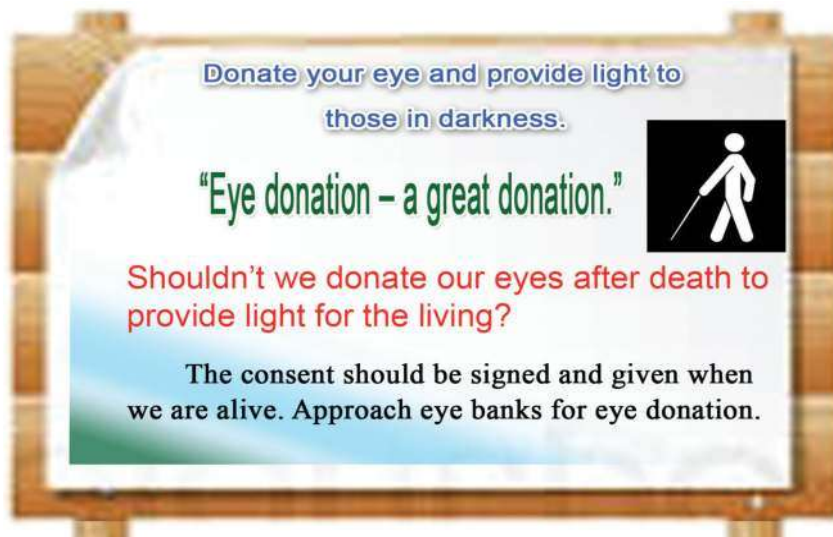 Donate your eye and provide light to
those in darkness.
“Eye donation – a great donation.”
Shouldn’t we donate our eyes after death to
provide light for the living?
The consent should be signed and given when
we are alive. Approach eye banks for eye donation.